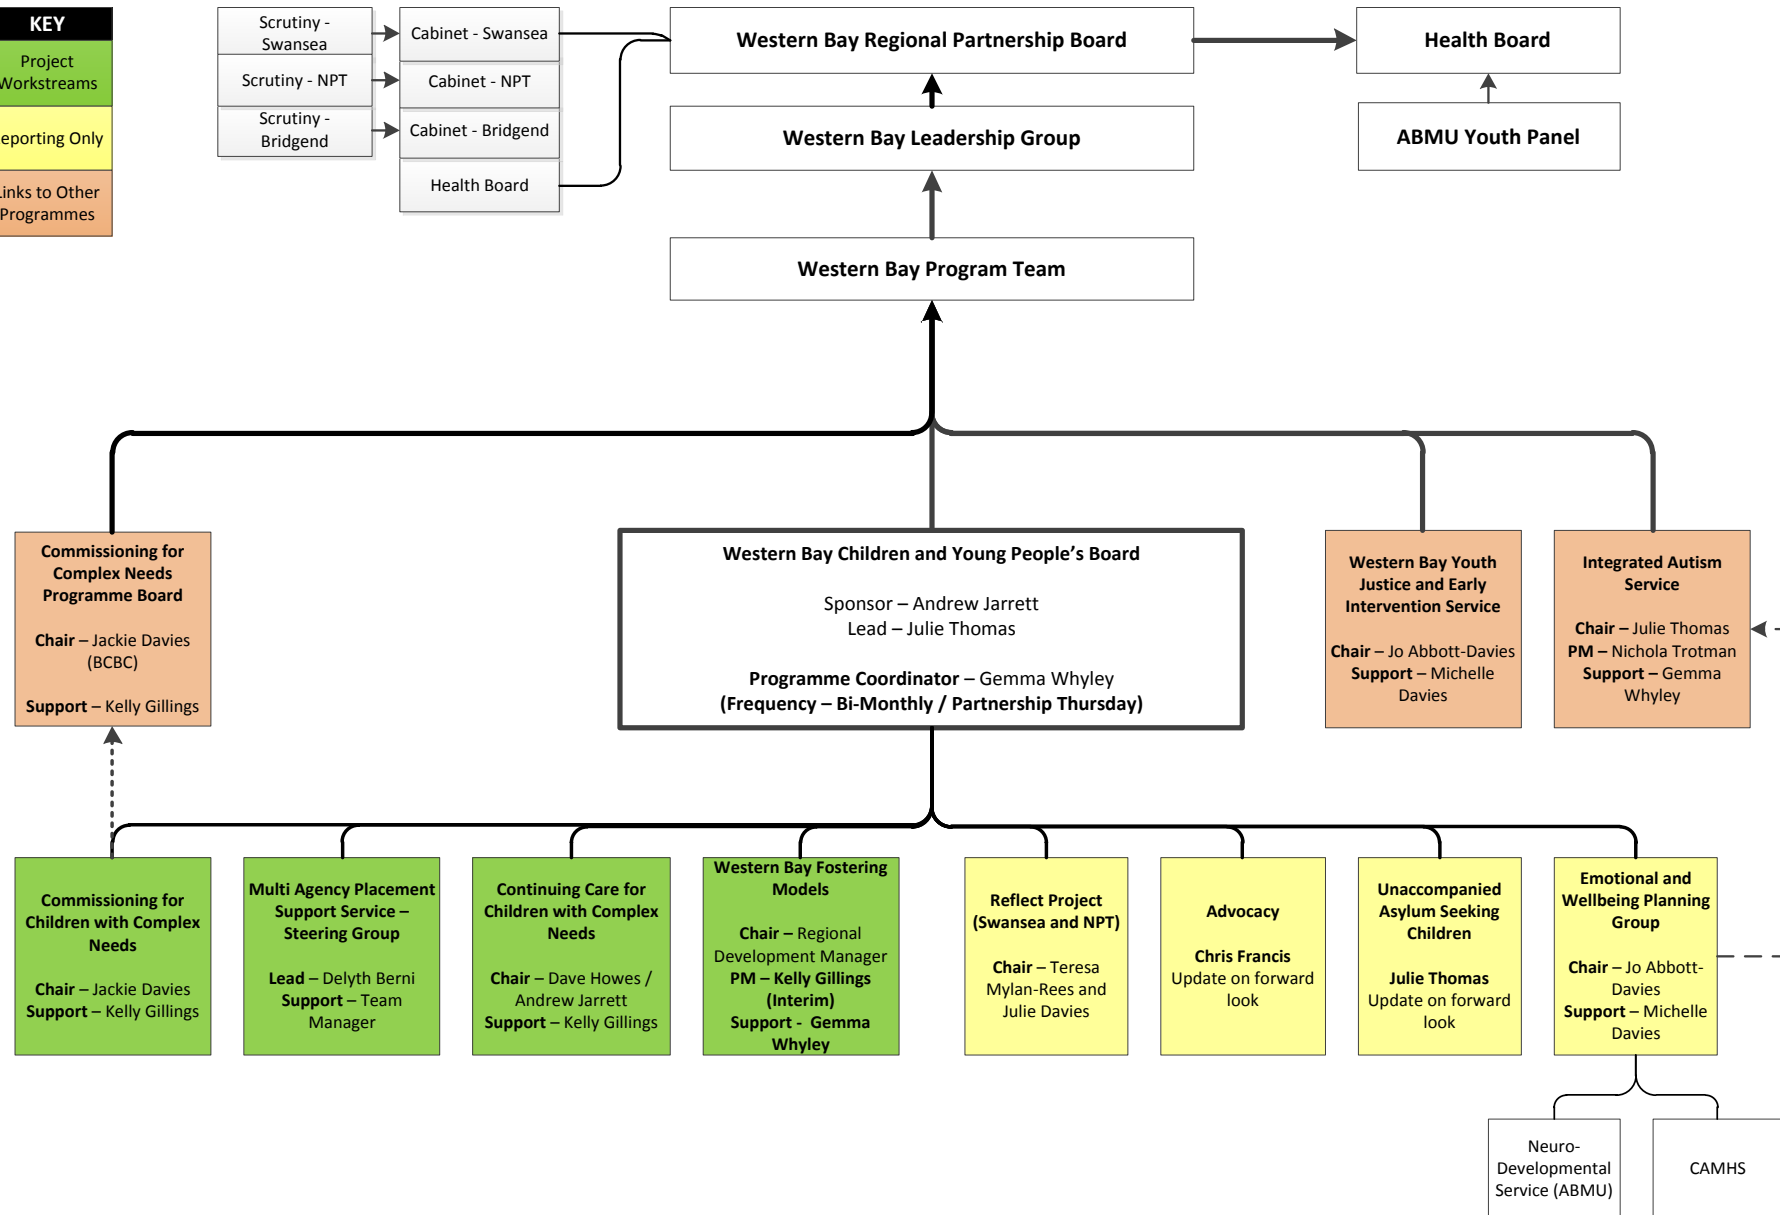 KEY
Project
Workstreams
Reporting Only
Links to Other
Programmes
Scrutiny -
Swansea
Cabinet - Swansea
Scrutiny - NPT
Cabinet - NPT
Scrutiny -
Bridgend
Cabinet - Bridgend
Health Board
Western Bay Regional Partnership Board
Health Board
Western Bay Leadership Group
ABMU Youth Panel
Western Bay Program Team
Commissioning for
Complex Needs
Programme Board
Chair – Jackie Davies
(BCBC)
Support – Kelly Gillings
Western Bay Children and Young People’s Board
Sponsor – Andrew Jarrett
Lead – Julie Thomas
Programme Coordinator – Gemma Whyley
(Frequency – Bi-Monthly / Partnership Thursday)
Western Bay Youth
Justice and Early
Intervention Service
Chair – Jo Abbott-Davies
Support – Michelle
Davies
Integrated Autism
Service
Chair – Julie Thomas
PM – Nichola Trotman
Support – Gemma
Whyley
Commissioning for
Children with Complex
Needs
Chair – Jackie Davies
Support – Kelly Gillings
Multi Agency Placement
Support Service –
Steering Group
Lead – Delyth Berni
Support – Team
Manager
Continuing Care for
Children with Complex
Needs
Chair – Dave Howes /
Andrew Jarrett
Support – Kelly Gillings
Western Bay Fostering
Models
Chair – Regional
Development Manager
PM – Kelly Gillings
(Interim)
Support - Gemma
Whyley
Reflect Project
(Swansea and NPT)
Chair – Teresa
Mylan-Rees and
Julie Davies
Advocacy
Chris Francis
Update on forward
look
Unaccompanied
Asylum Seeking
Children
Julie Thomas
Update on forward
look
Emotional and
Wellbeing Planning
Group
Chair – Jo Abbott-
Davies
Support – Michelle
Davies
Neuro-
Developmental
Service (ABMU)
CAMHS